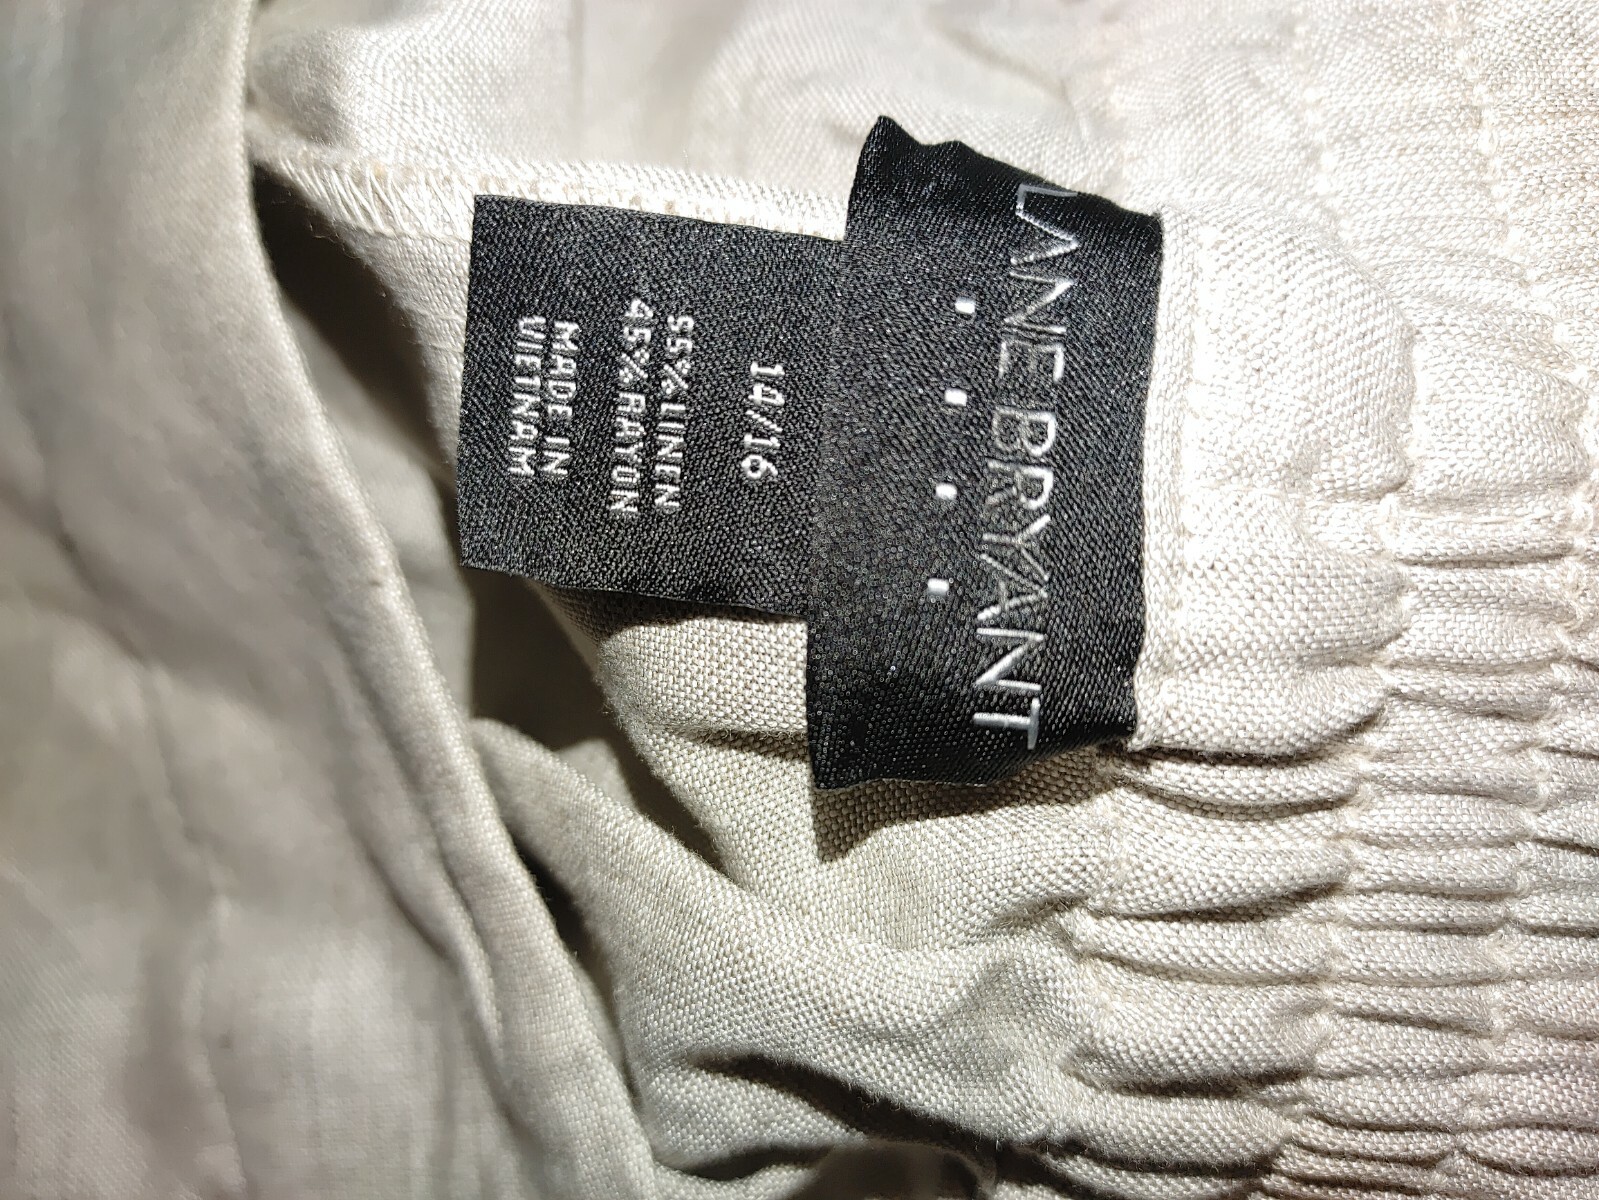 LANE BRYANT
14/16
55% LINEN
45% RAYON
MADE IN
VIETNAM